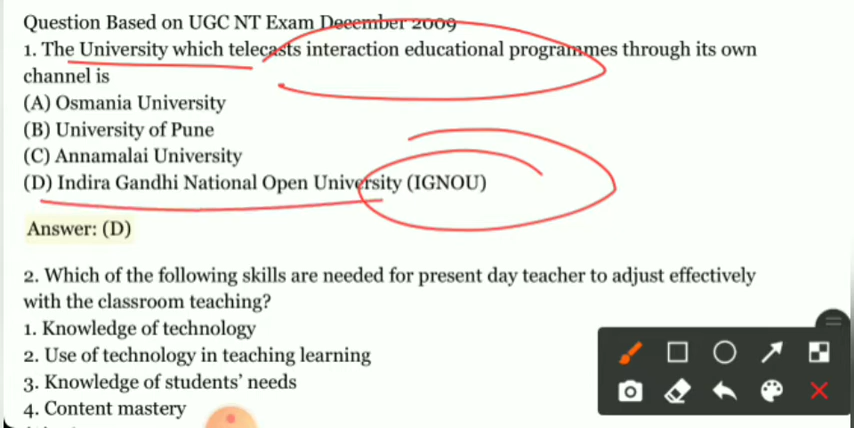 Question Based on UGC NT Exam December 2009
1. The University which telecasts interaction educational programmes through its own
channel is
(A) Osmania University
(B) University of Pune
(C) Annamalai University
(D) Indira Gandhi National Open University (IGNOU)
Answer: (D)
2. Which of the following skills are needed for present day teacher to adjust effectively
with the classroom teaching?
1. Knowledge of technology
2. Use of technology in teaching learning
3. Knowledge of students' needs
4. Content mastery